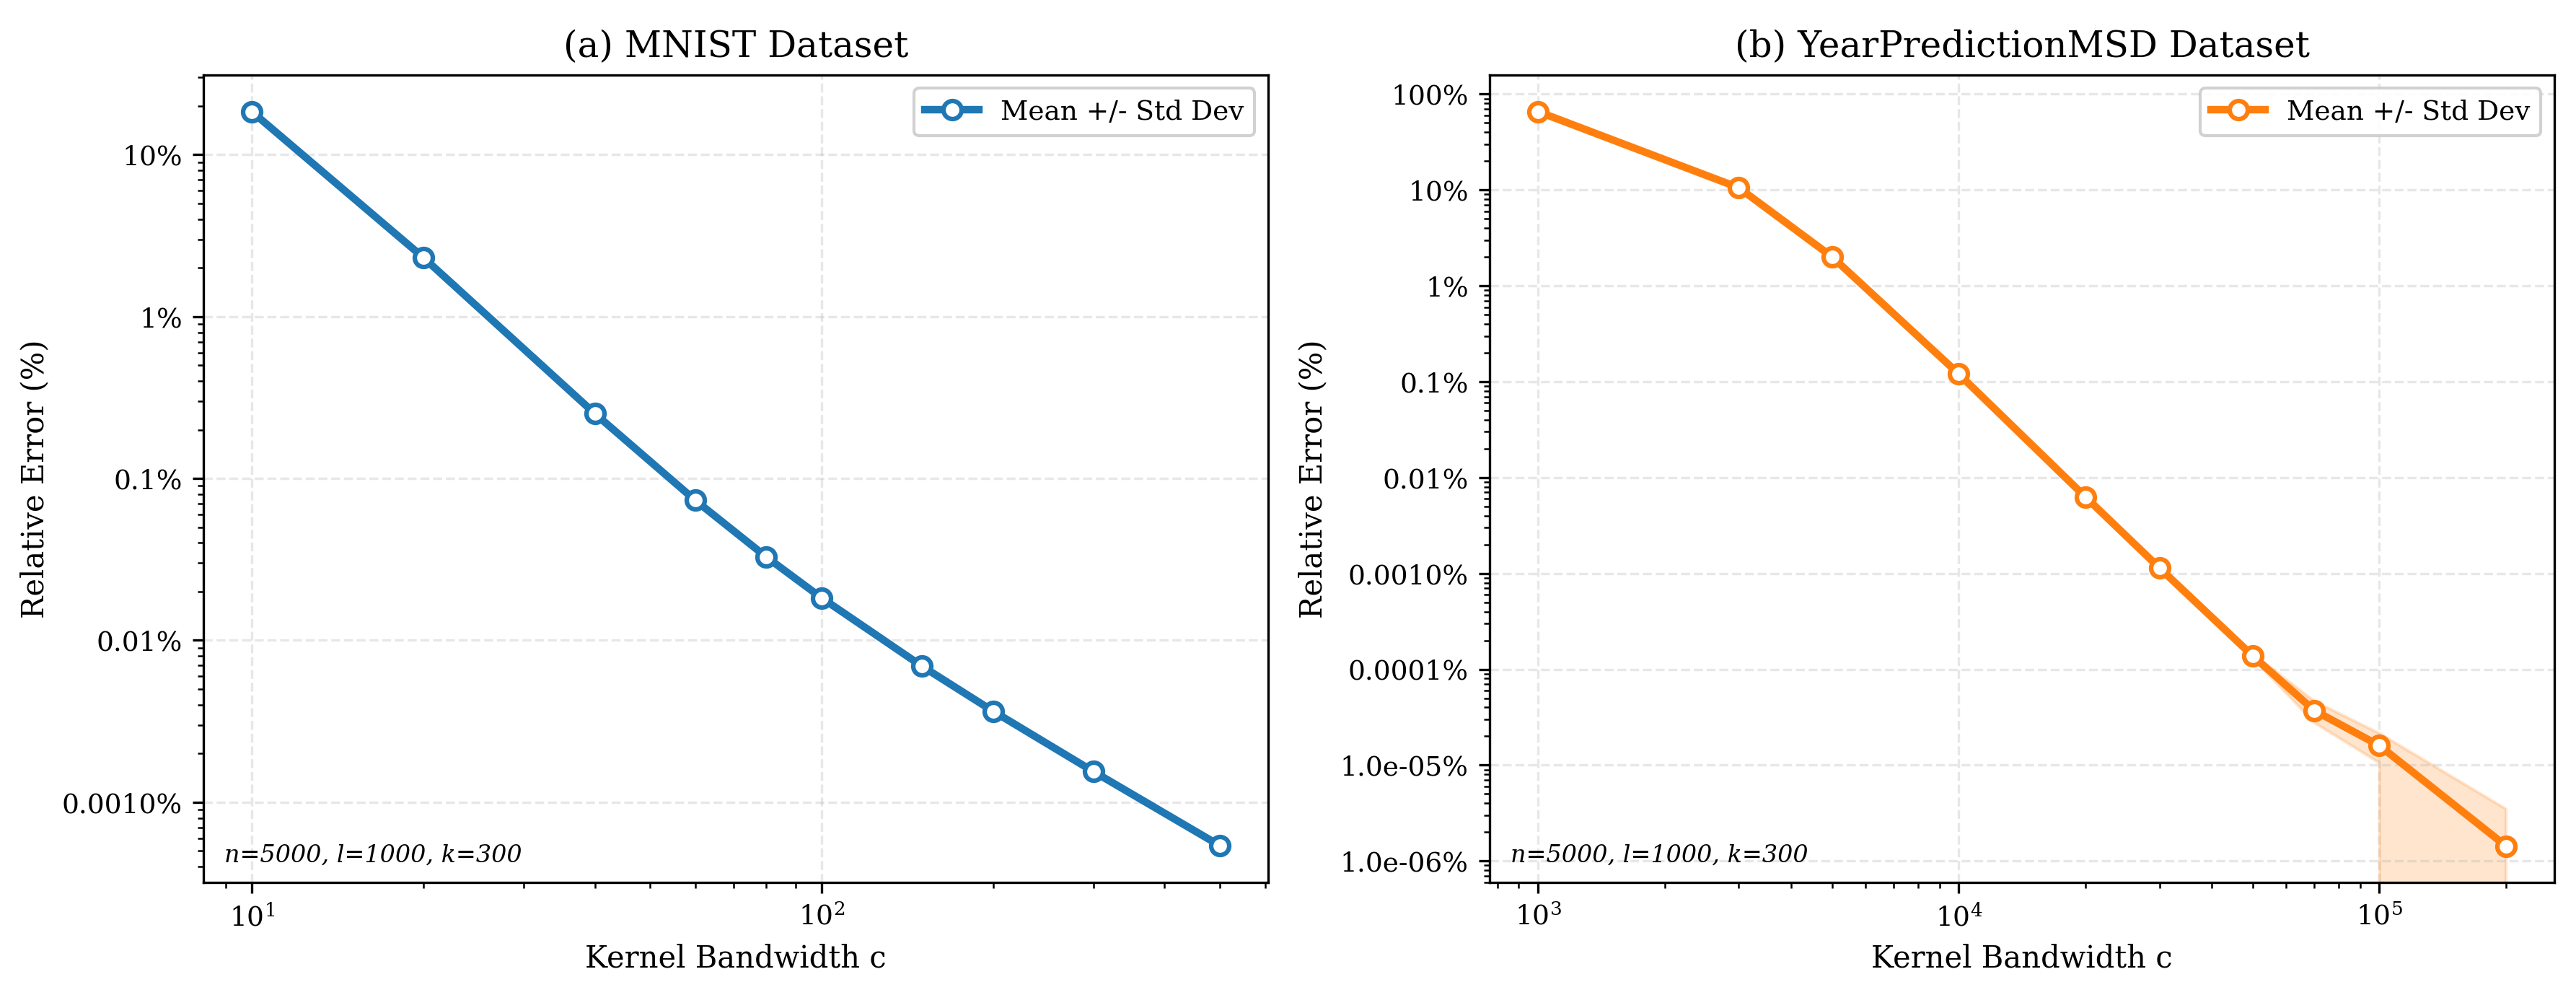 (a) MNIST Dataset
Mean +/- Std Dev
Relative Error (%)
10%
1%
0.1%
0.01%
0.0010%
n=5000, l=1000, k=300
10¹
10²
Kernel Bandwidth c
(b) YearPredictionMSD Dataset
Mean +/- Std Dev
Relative Error (%)
100%
10%
1%
0.1%
0.01%
0.0010%
0.0001%
1.0e-05%
1.0e-06%
n=5000, l=1000, k=300
10³
10⁴
10⁵
Kernel Bandwidth c